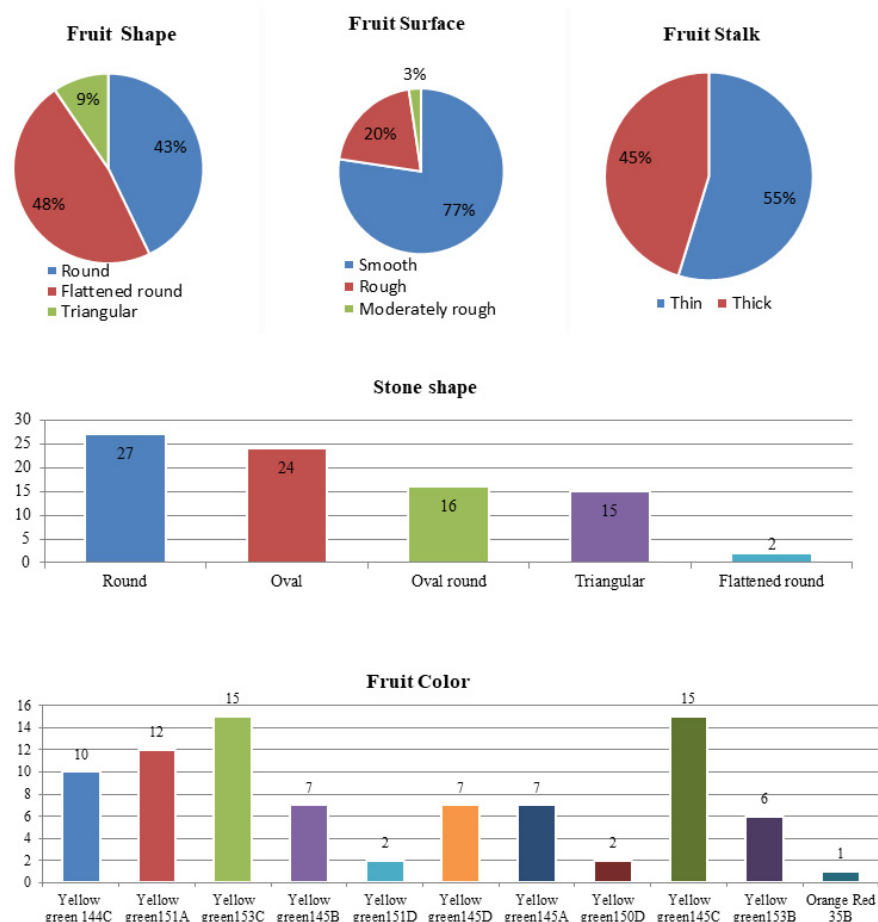 Fruit Shape
9%
43%
48%
Round
Flattened round
Triangular
Fruit Surface
3%
20%
77%
Smooth
Rough
Moderately rough
Fruit Stalk
45%
55%
Thin Thick
Stone shape
30
25
20
15
10
5
0
27
24
16
15
2
Round Oval Oval round Triangular Flattened round
Fruit Color
16
14
12
10
8
6
4
2
0
10
12
15
7
2
7
7
2
15
6
1
Yellow green 144C
Yellow green151A
Yellow green153C
Yellow green145B
Yellow green151D
Yellow green145D
Yellow green145A
Yellow green150D
Yellow green145C
Yellow green153B
Orange Red 35B